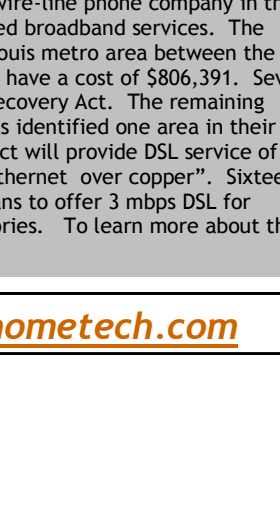 wire-line phone company in th
ed broadband services. The
ouis metro area between the
have a cost of $806,391. Sev
ecovery Act. The remaining
s identified one area in their
ct will provide DSL service of
thernet over copper”. Sixtee
ans to offer 3 mbps DSL for
ories. To learn more about th
hometech.com